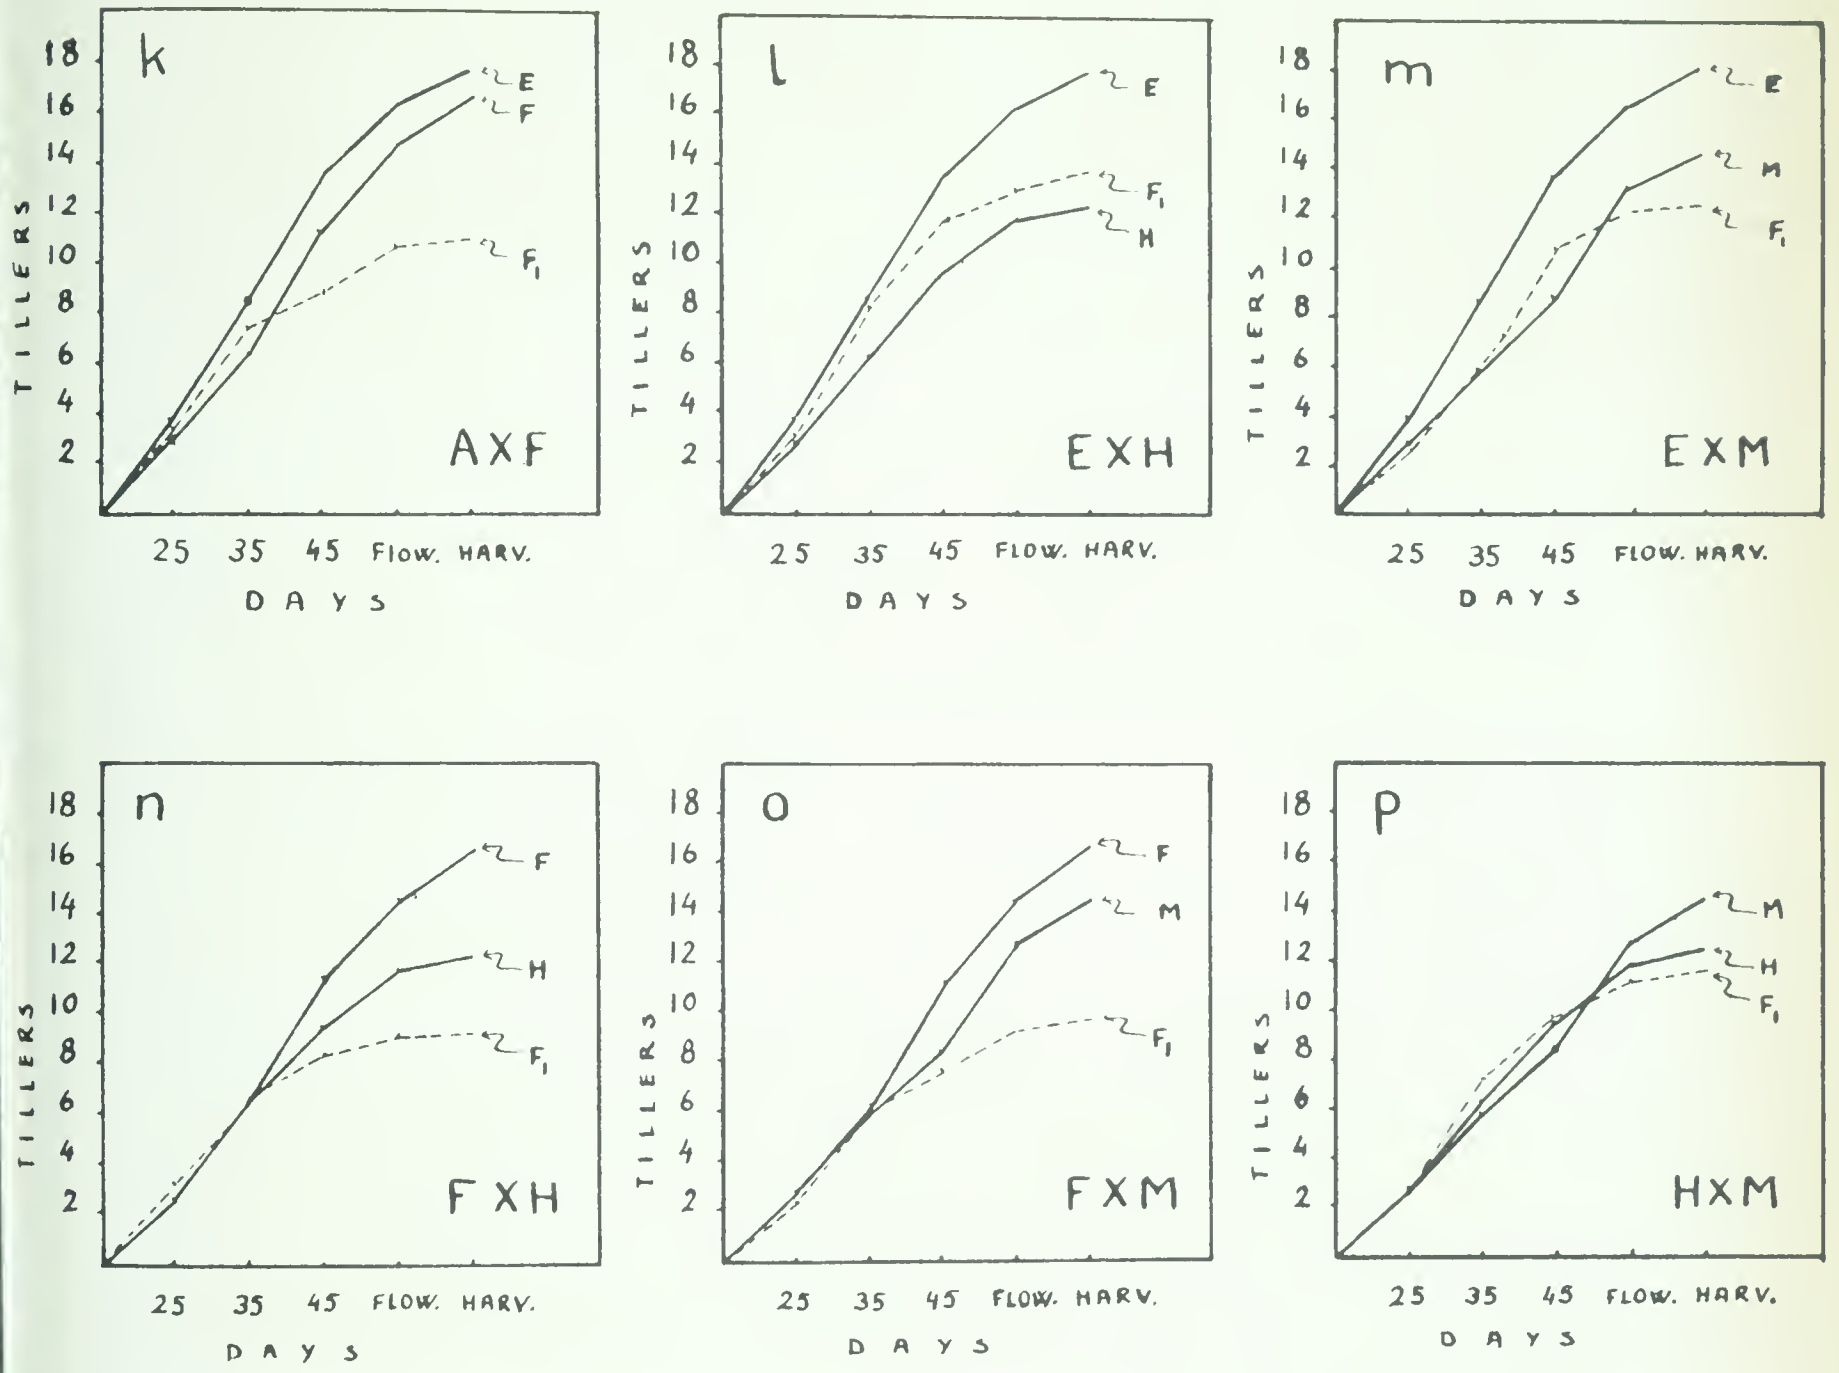 k
TILLERS
18
16
14
12
10
8
6
4
2
E
F
F₁
AXF
25 35 45 FLOW. HARV.
DAYS
l
TILLERS
18
16
14
12
10
8
6
4
2
E
F₁
H
EXH
25 35 45 FLOW. HARV.
DAYS
m
TILLERS
18
16
14
12
10
8
6
4
2
E
M
F₁
EXM
25 35 45 FLOW. HARV.
DAYS
n
TILLERS
18
16
14
12
10
8
6
4
2
F
H
F₁
FXH
25 35 45 FLOW. HARV.
DAYS
o
TILLERS
18
16
14
12
10
8
6
4
2
F
M
F₁
FXM
25 35 45 FLOW. HARV.
DAYS
p
TILLERS
18
16
14
12
10
8
6
4
2
M
H
F₁
HXM
25 35 45 FLOW. HARV.
DAYS